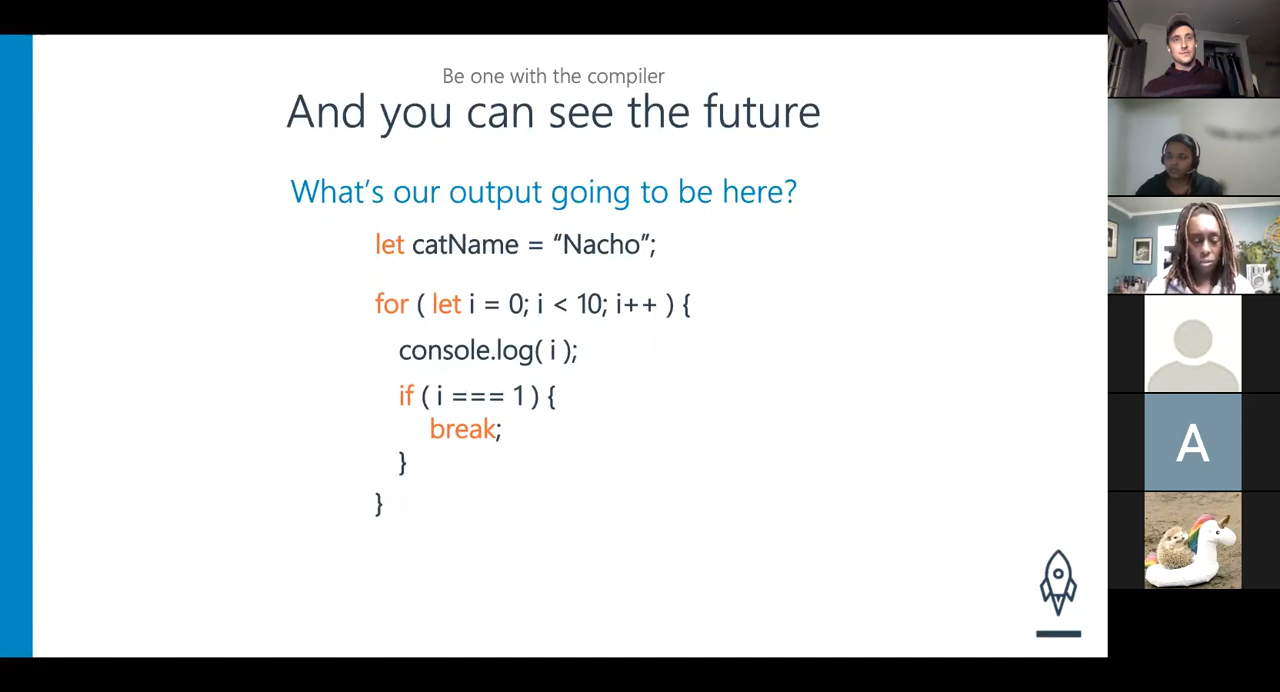 Be one with the compiler
And you can see the future
What’s our output going to be here?
let catName = “Nacho”;
for ( let i = 0; i < 10; i++ ) {
console.log( i );
if ( i === 1 ) {
break;
}
}
A